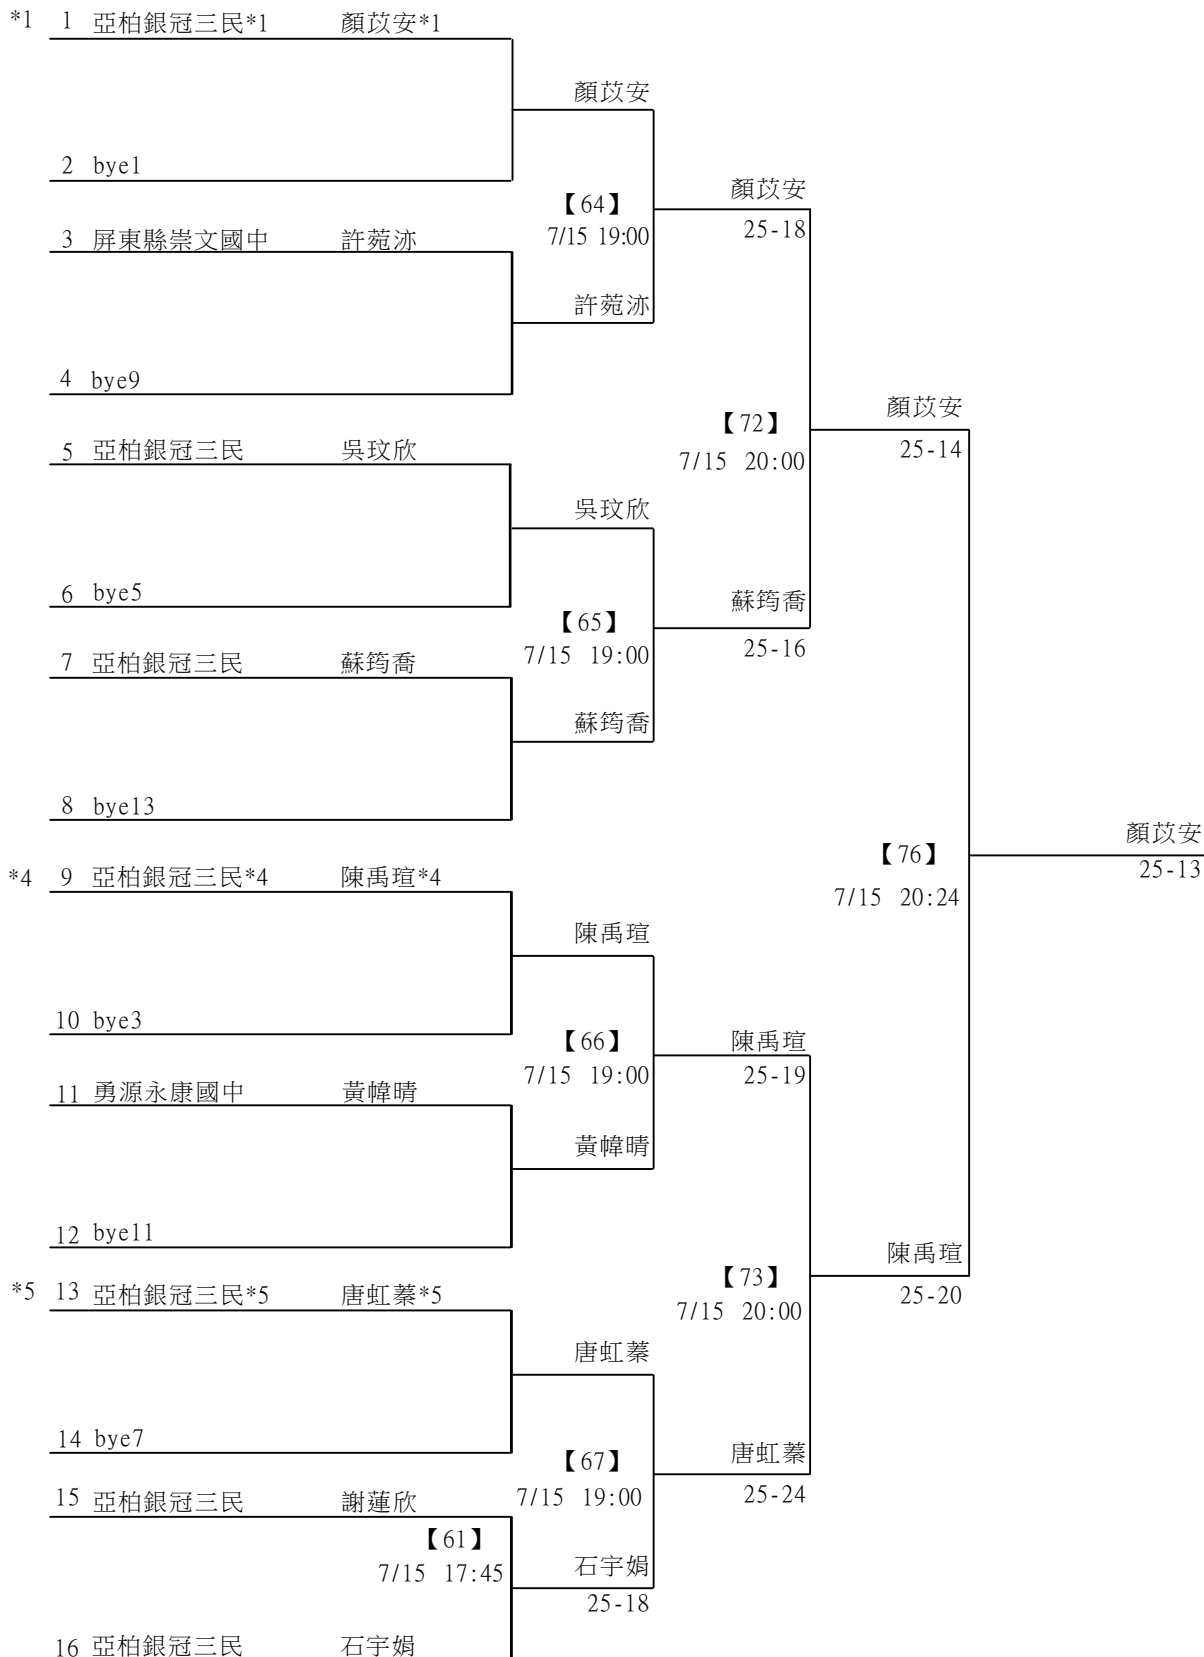 *1 1 亞柏銀冠三民*1 顏苡安*1
顏苡安
2 bye1
顏苡安
【64】
25-18
3 屏東縣崇文國中 許菀洂
7/15 19:00
許菀洂
4 bye9
顏苡安
【72】
25-14
5 亞柏銀冠三民 吳玟欣
7/15 20:00
吳玟欣
6 bye5
蘇筠喬
【65】
25-16
7 亞柏銀冠三民 蘇筠喬
7/15 19:00
蘇筠喬
8 bye13
顏苡安
【76】
25-13
*4 9 亞柏銀冠三民*4 陳禹瑄*4
7/15 20:24
陳禹瑄
10 bye3
陳禹瑄
【66】
25-19
7/15 19:00
11 勇源永康國中 黃幃晴
黃幃晴
12 bye11
陳禹瑄
【73】
25-20
*5 13 亞柏銀冠三民*5 唐虹蓁*5
7/15 20:00
唐虹蓁
14 bye7
唐虹蓁
【67】
25-24
15 亞柏銀冠三民 謝蓮欣
7/15 19:00
【61】
7/15 17:45
石宇娟
25-18
16 亞柏銀冠三民 石宇娟